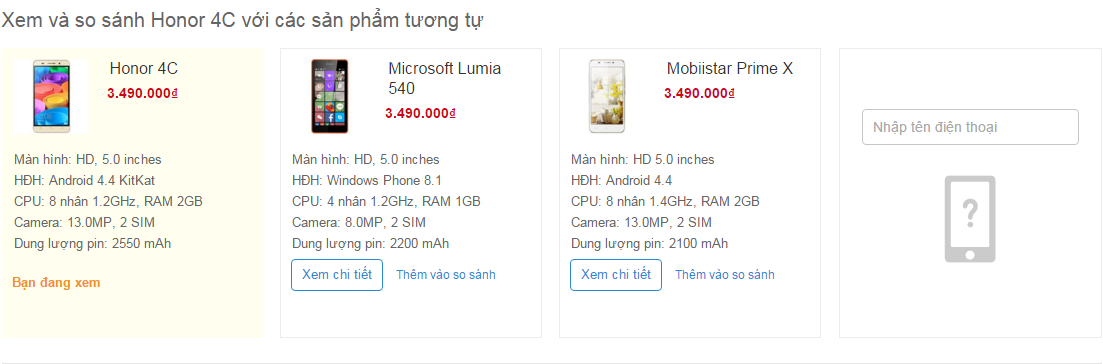 Xem và so sánh Honor 4C với các sản phẩm tương tự
Honor 4C
3.490.000₫
Màn hình: HD, 5.0 inches
HĐH: Android 4.4 KitKat
CPU: 8 nhân 1.2GHz, RAM 2GB
Camera: 13.0MP, 2 SIM
Dung lượng pin: 2550 mAh
Bạn đang xem
Microsoft Lumia
540
3.490.000₫
Màn hình: HD, 5.0 inches
HĐH: Windows Phone 8.1
CPU: 4 nhân 1.2GHz, RAM 1GB
Camera: 8.0MP, 2 SIM
Dung lượng pin: 2200 mAh
Xem chi tiết Thêm vào so sánh
Mobiistar Prime X
3.490.000₫
Màn hình: HD 5.0 inches
HĐH: Android 4.4
CPU: 8 nhân 1.4GHz, RAM 2GB
Camera: 13.0MP, 2 SIM
Dung lượng pin: 2100 mAh
Xem chi tiết Thêm vào so sánh
Nhập tên điện thoại
?